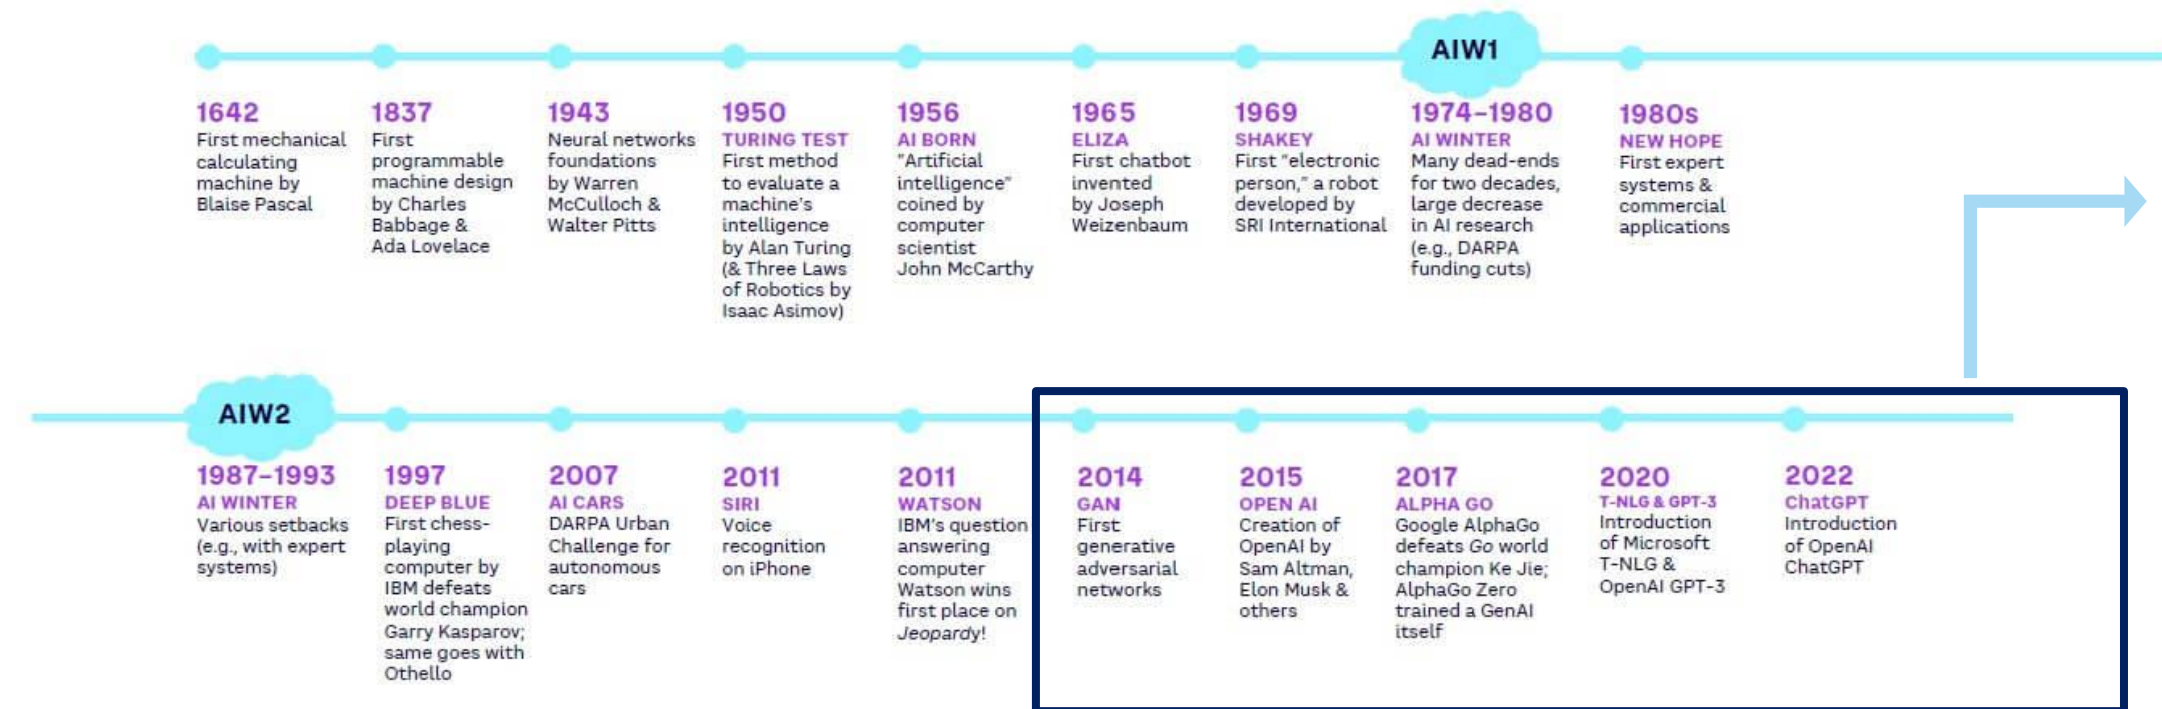 AIW1
1642
First mechanical
calculating
machine by
Blaise Pascal
1837
First
programmable
machine design
by Charles
Babbage &
Ada Lovelace
1943
Neural networks
foundations
by Warren
McCulloch &
Walter Pitts
1950
TURING TEST
First method
to evaluate a
machine's
intelligence
by Alan Turing
(& Three Laws
of Robotics by
Isaac Asimov)
1956
AI BORN
"Artificial
intelligence"
coined by
computer
scientist
John McCarthy
1965
ELIZA
First chatbot
invented
by Joseph
Weizenbaum
1969
SHAKEY
First "electronic
person," a robot
developed by
SRI International
1974–1980
AI WINTER
Many dead-ends
for two decades,
large decrease
in AI research
(e.g., DARPA
funding cuts)
1980s
NEW HOPE
First expert
systems &
commercial
applications
AIW2
1987–1993
AI WINTER
Various setbacks
(e.g., with expert
systems)
1997
DEEP BLUE
First chess-
playing
computer by
IBM defeats
world champion
Garry Kasparov;
same goes with
Othello
2007
AI CARS
DARPA Urban
Challenge for
autonomous
cars
2011
SIRI
Voice
recognition
on iPhone
2011
WATSON
IBM's question
answering
computer
Watson wins
first place on
Jeopardy!
2014
GAN
First
generative
adversarial
networks
2015
OPEN AI
Creation of
OpenAI by
Sam Altman,
Elon Musk &
others
2017
ALPHA GO
Google AlphaGo
defeats Go world
champion Ke Jie;
AlphaGo Zero
trained a GenAI
itself
2020
T-NLG & GPT-3
Introduction
of Microsoft
T-NLG &
OpenAI GPT-3
2022
ChatGPT
Introduction
of OpenAI
ChatGPT